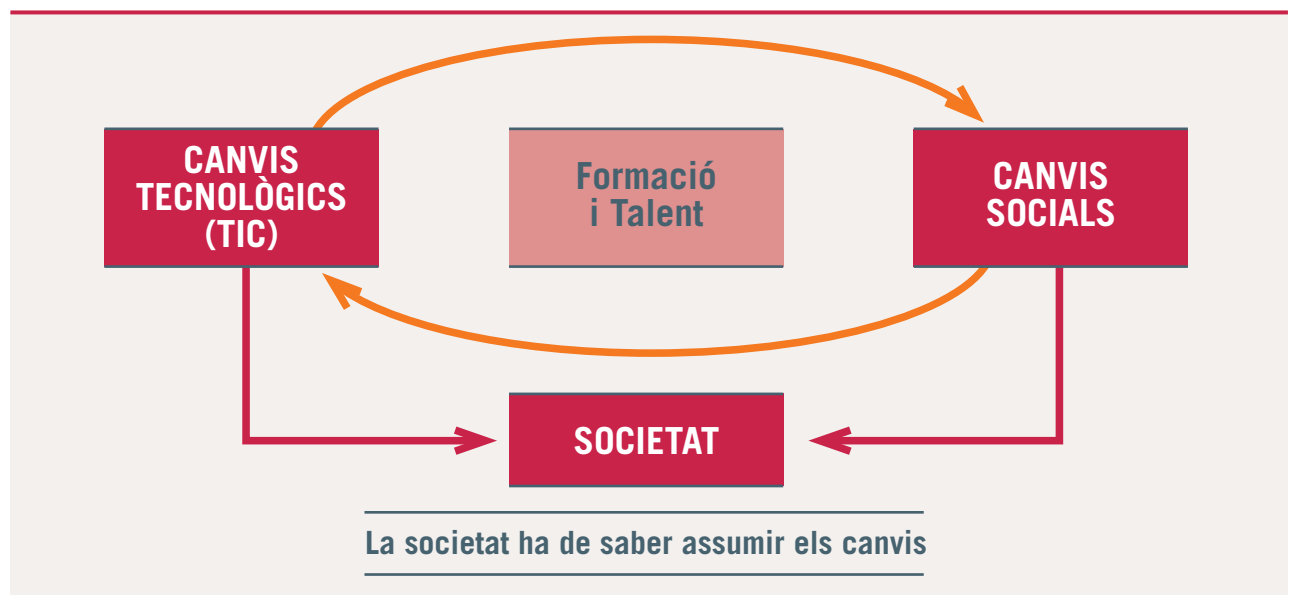 CANVIS
TECNOLÒGICS
(TIC)
Formació
i Talent
CANVIS
SOCIALS
SOCIETAT
La societat ha de saber assumir els canvis